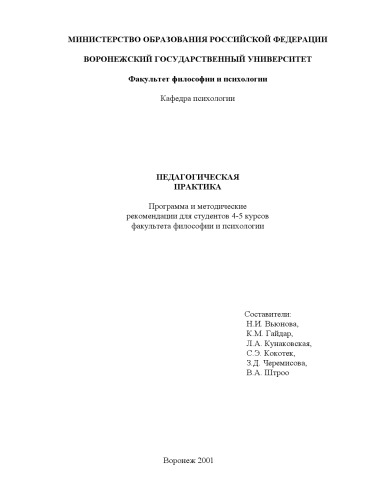 МИНИСТЕРСТВО ОБРАЗОВАНИЯ РОССИЙСКОЙ ФЕДЕРАЦИИ
ВОРОНЕЖСКИЙ ГОСУДАРСТВЕННЫЙ УНИВЕРСИТЕТ
Факультет философии и психологии
Кафедра психологии
ПЕДАГОГИЧЕСКАЯ
ПРАКТИКА
Программа и методические
рекомендации для студентов 4-5 курсов
факультета философии и психологии
Составители:
Н.И. Вьюнова,
К.М. Гайдар,
Л.А. Кунаковская,
С.Э. Кокотек,
З.Д. Черемисова,
В.А. Штроо
Воронеж 2001